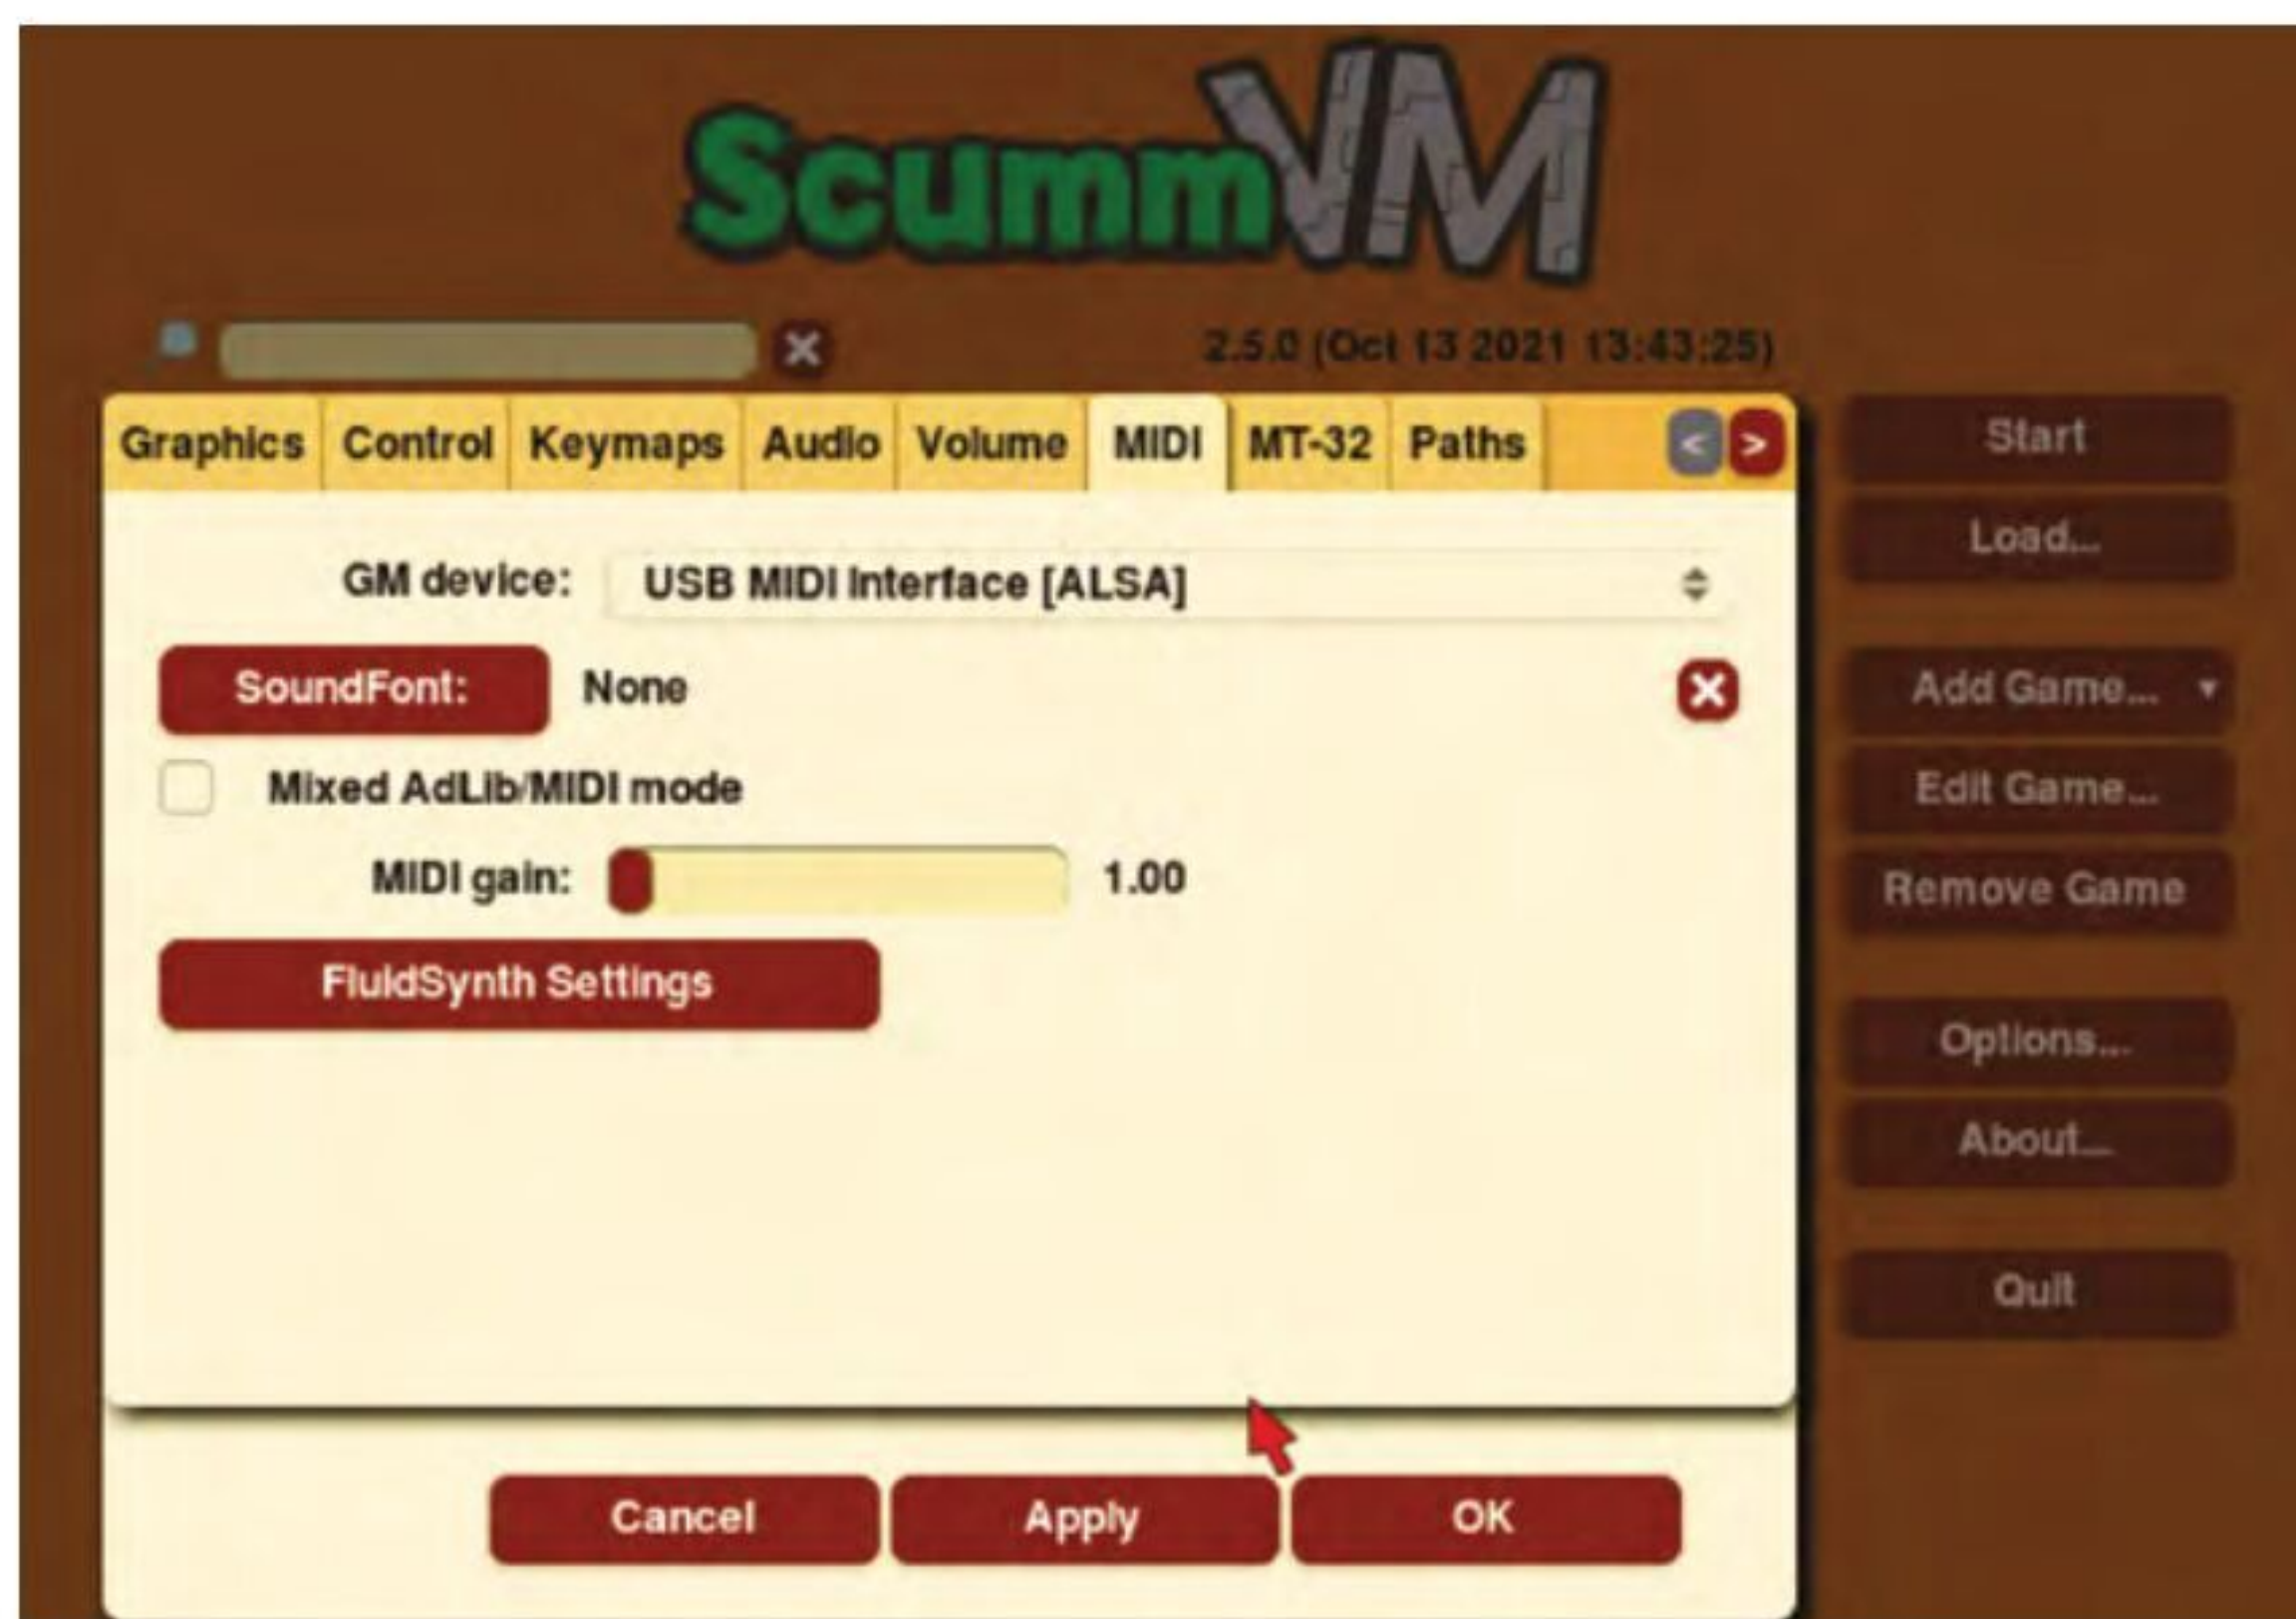 ScummVM
2.5.0 (Oct 13 2021 13:43:25)
Graphics Control Keymaps Audio Volume MIDI MT-32 Paths < >
GM device: USB MIDI Interface [ALSA]
SoundFont: None
Mixed AdLib/MIDI mode
MIDI gain: 1.00
FluidSynth Settings
Cancel Apply OK
Start
Load...
Add Game...
Edit Game...
Remove Game
Options...
About...
Quit